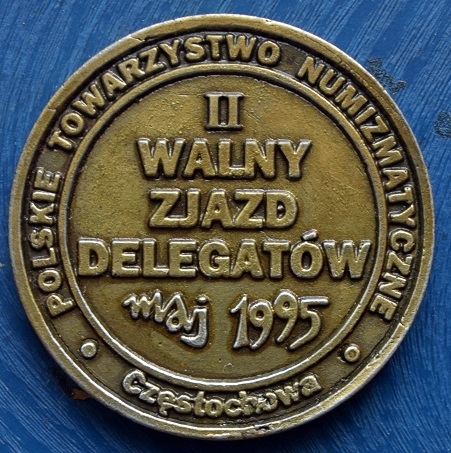 POLSKIE TOWARZYSTWO NUMIZMATYCZNE
II
WALNY
ZJAZD
DELEGATÓW
maj 1995
Częstochowa